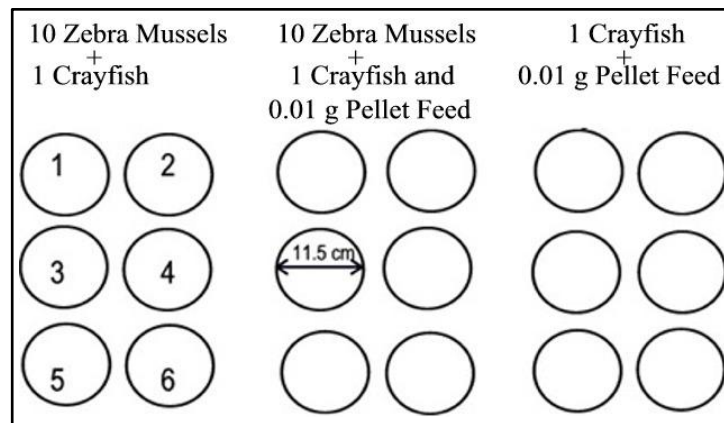 10 Zebra Mussels
+
1 Crayfish
10 Zebra Mussels
+
1 Crayfish and
0.01 g Pellet Feed
1 Crayfish
+
0.01 g Pellet Feed
1 2
11.5 cm
3 4
5 6